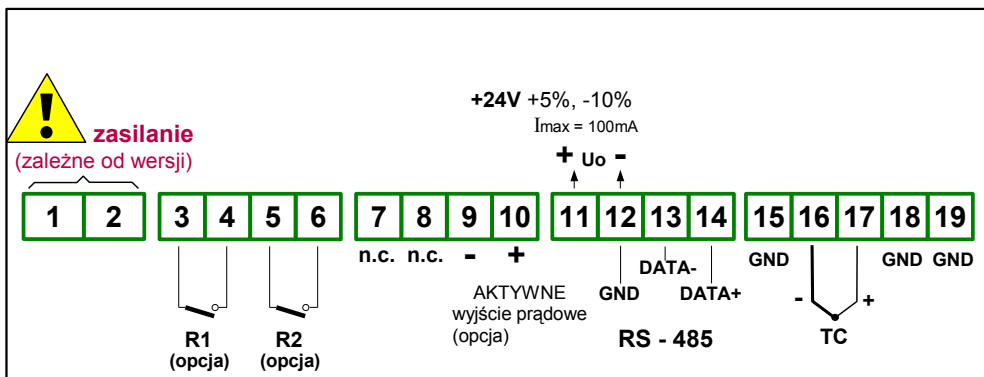 +24V +5%, -10%
Imax = 100mA
+ Uo -
!
zasilanie
(zależne od wersji)
1 2 3 4 5 6 7 8 9 10 11 12 13 14 15 16 17 18 19
n.c. n.c. - +
GND DATA- DATA+
GND GND GND
- +
AKTYWNE
wyjście prądowe
(opcja)
R1
(opcja)
R2
(opcja)
RS - 485
TC